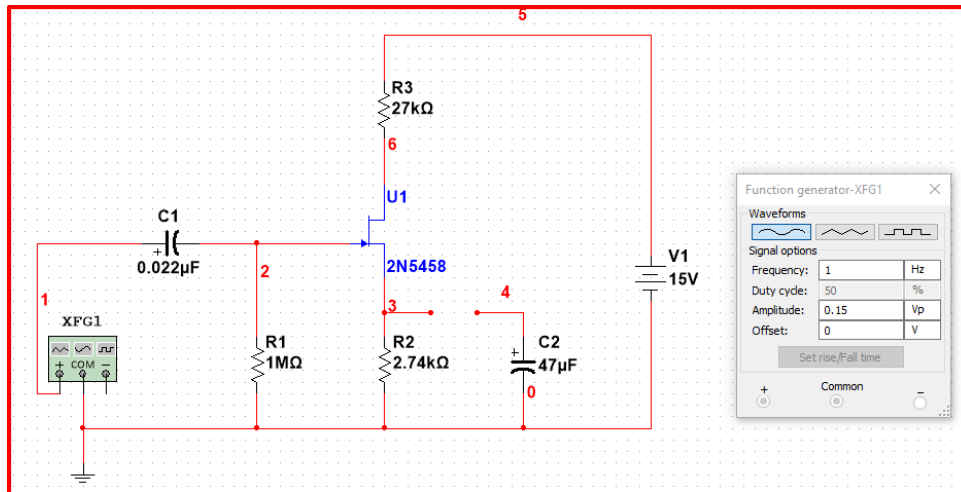 5
R3
27kΩ
6
U1
C1
+
0.022µF
2
2N5458
V1
15V
1
3
4
XFG1
+ COM −
R1
1MΩ
R2
2.74kΩ
+
C2
47µF
0
Function generator-XFG1
Waveforms
Signal options
Frequency: 1 Hz
Duty cycle: 50 %
Amplitude: 0.15 Vp
Offset: 0 V
Set rise/Fall time
+ Common −